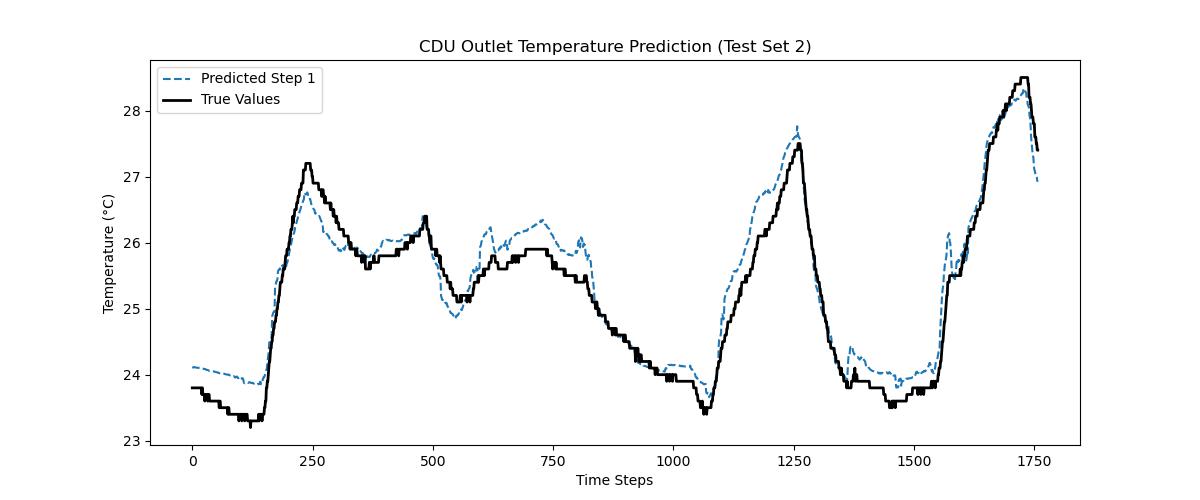 CDU Outlet Temperature Prediction (Test Set 2)
Predicted Step 1
True Values
Temperature (°C)
28
27
26
25
24
23
0 250 500 750 1000 1250 1500 1750
Time Steps